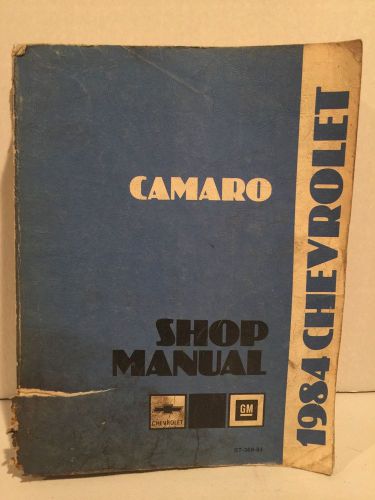 CAMARO
SHOP
MANUAL
CHEVROLET
GM
1984 CHEVROLET